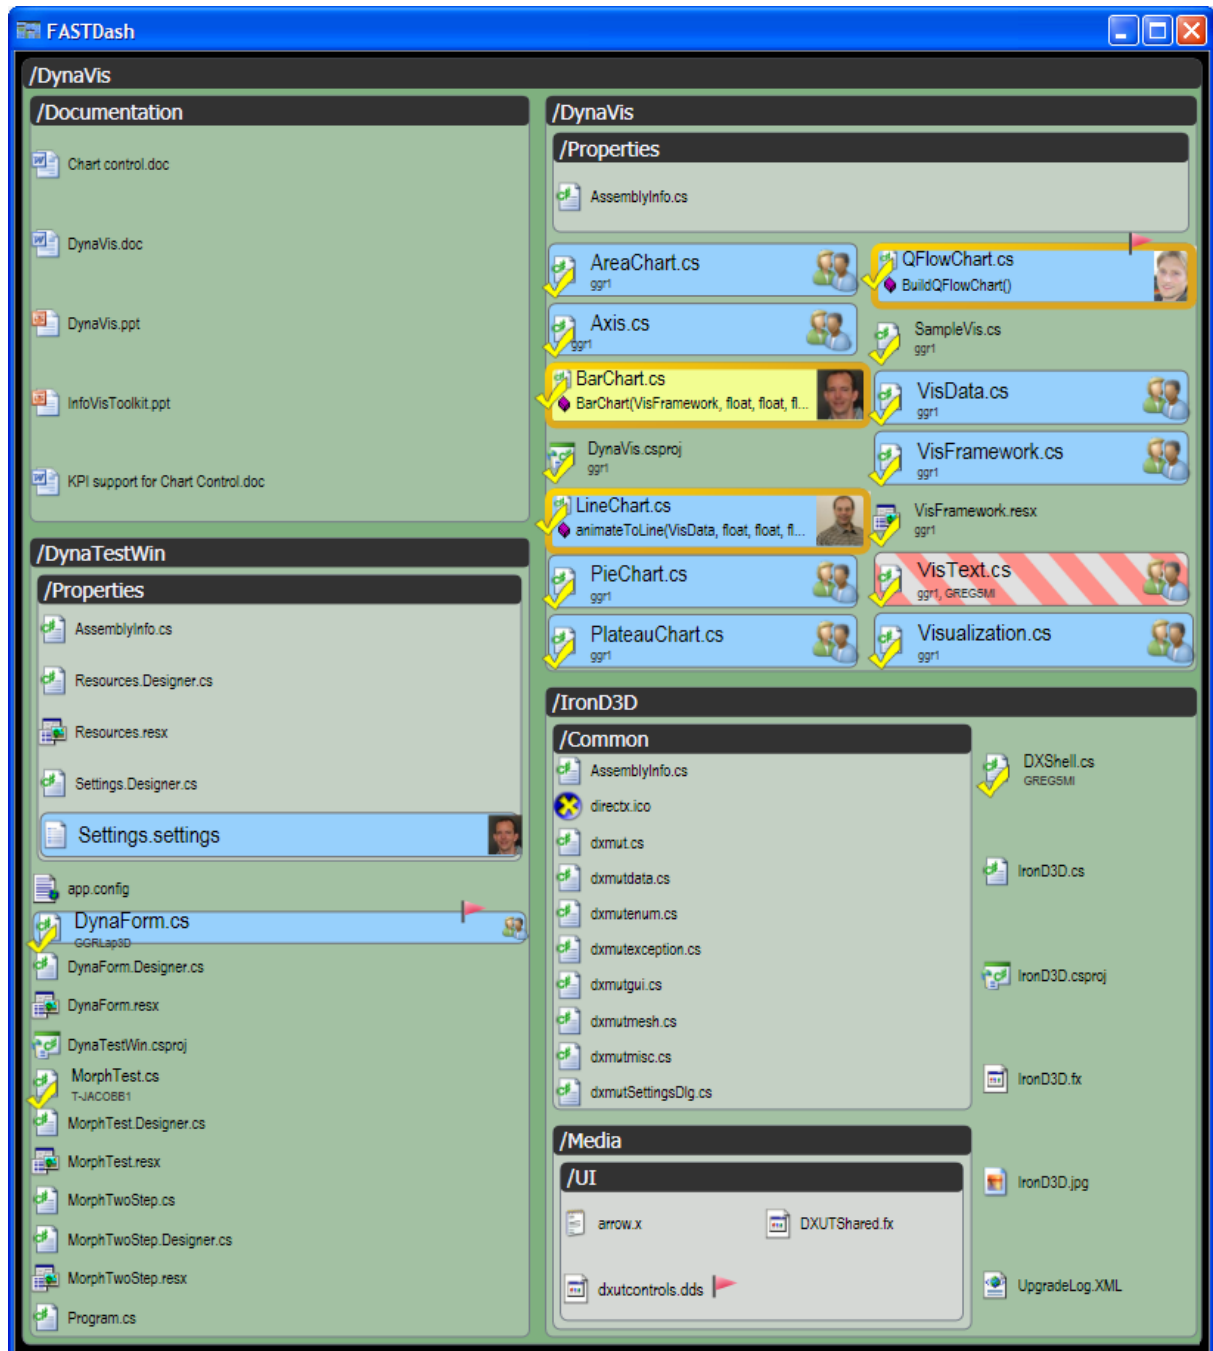 FASTDash
/DynaVis
/Documentation
Chart control.doc
DynaVis.doc
DynaVis.ppt
InfoVisToolkit.ppt
KPI support for Chart Control.doc
/DynaTestWin
/Properties
AssemblyInfo.cs
Resources.Designer.cs
Resources.resx
Settings.Designer.cs
Settings.settings
app.config
DynaForm.cs
GGRLap3D
DynaForm.Designer.cs
DynaForm.resx
DynaTestWin.csproj
MorphTest.cs
T-JACOBB1
MorphTest.Designer.cs
MorphTest.resx
MorphTwoStep.cs
MorphTwoStep.Designer.cs
MorphTwoStep.resx
Program.cs
/DynaVis
/Properties
AssemblyInfo.cs
AreaChart.cs
ggr1
Axis.cs
ggr1
BarChart.cs
BarChart(VisFramework, float, float, fl...
DynaVis.csproj
ggr1
LineChart.cs
animateToLine(VisData, float, float, fl...
PieChart.cs
ggr1
PlateauChart.cs
ggr1
QFlowChart.cs
BuildQFlowChart()
SampleVis.cs
ggr1
VisData.cs
ggr1
VisFramework.cs
ggr1
VisFramework.resx
ggr1
VisText.cs
ggr1, GREGSMI
Visualization.cs
ggr1
/IronD3D
/Common
AssemblyInfo.cs
directx.ico
dxmut.cs
dxmutdata.cs
dxmutenum.cs
dxmutexception.cs
dxmutgui.cs
dxmutmesh.cs
dxmutmisc.cs
dxmutSettingsDlg.cs
/Media
/UI
arrow.x
DXUTShared.fx
dxutcontrols.dds
DXShell.cs
GREGSMI
IronD3D.cs
IronD3D.csproj
IronD3D.fx
IronD3D.jpg
UpgradeLog.XML